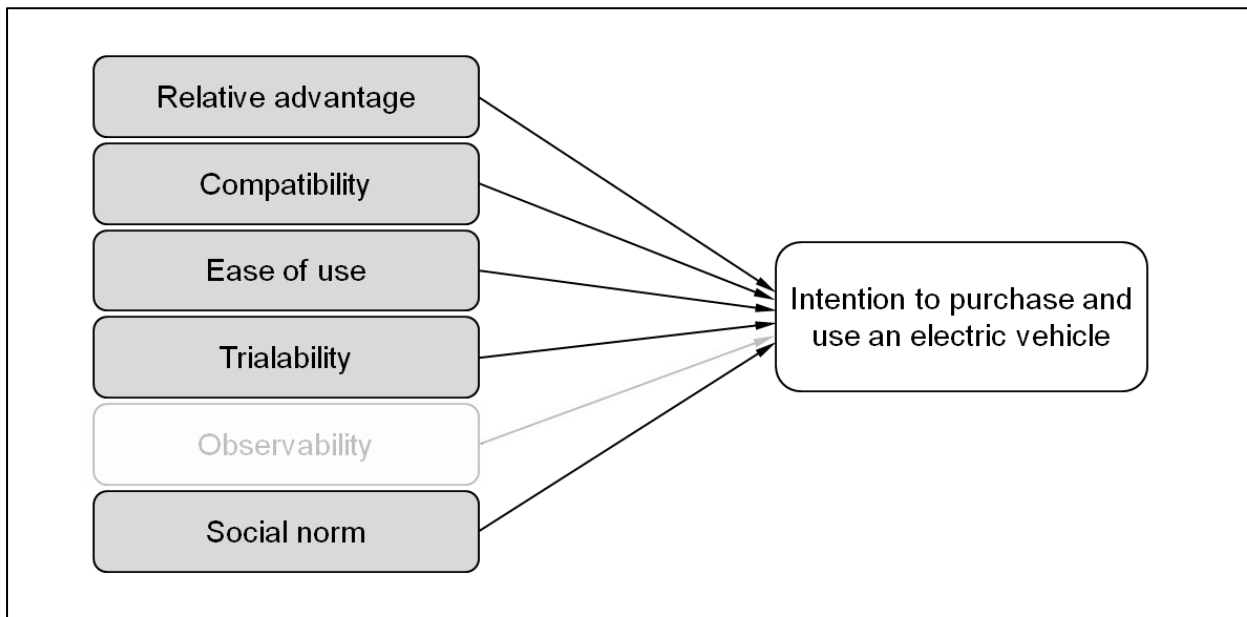 Relative advantage
Compatibility
Ease of use
Trialability
Observability
Social norm
Intention to purchase and
use an electric vehicle